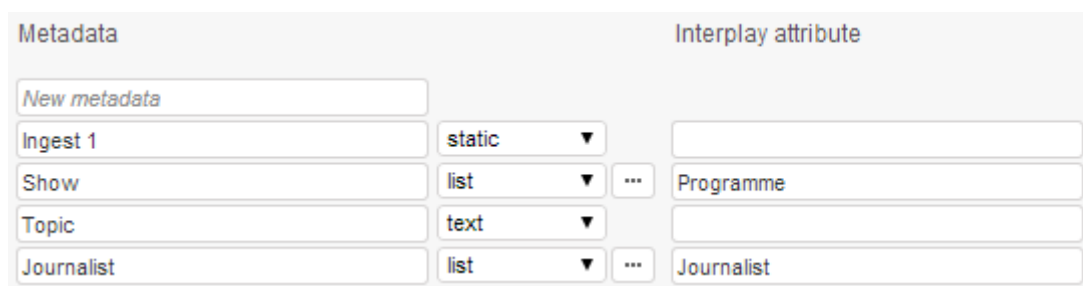 Metadata Interplay attribute
New metadata
Ingest 1 static
Show list ... Programme
Topic text
Journalist list ... Journalist